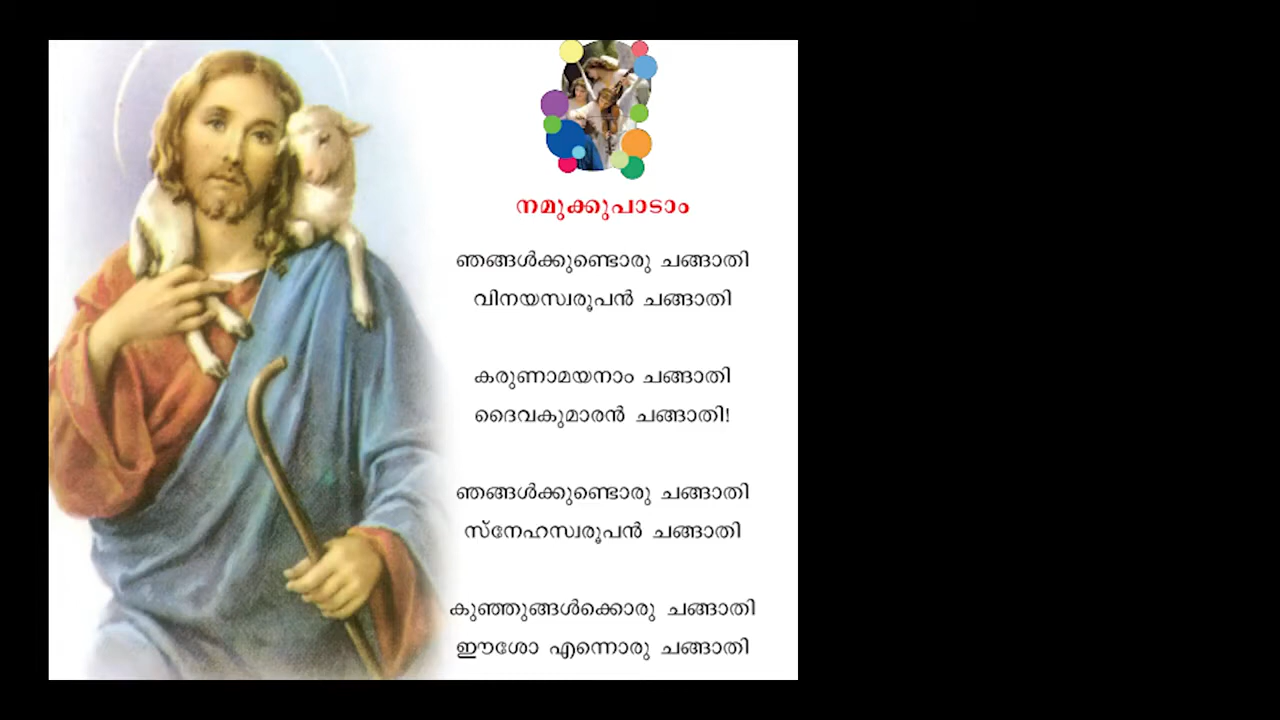 നമുക്കുപാടാം
ഞങ്ങൾക്കുണ്ടൊരു ചങ്ങാതി
വിനയസ്വരൂപൻ ചങ്ങാതി
കരുണാമയനാം ചങ്ങാതി
ദൈവകുമാരൻ ചങ്ങാതി!
ഞങ്ങൾക്കുണ്ടൊരു ചങ്ങാതി
സ്നേഹസ്വരൂപൻ ചങ്ങാതി
കുഞ്ഞുങ്ങൾക്കൊരു ചങ്ങാതി
ഈശോ എന്നൊരു ചങ്ങാതി